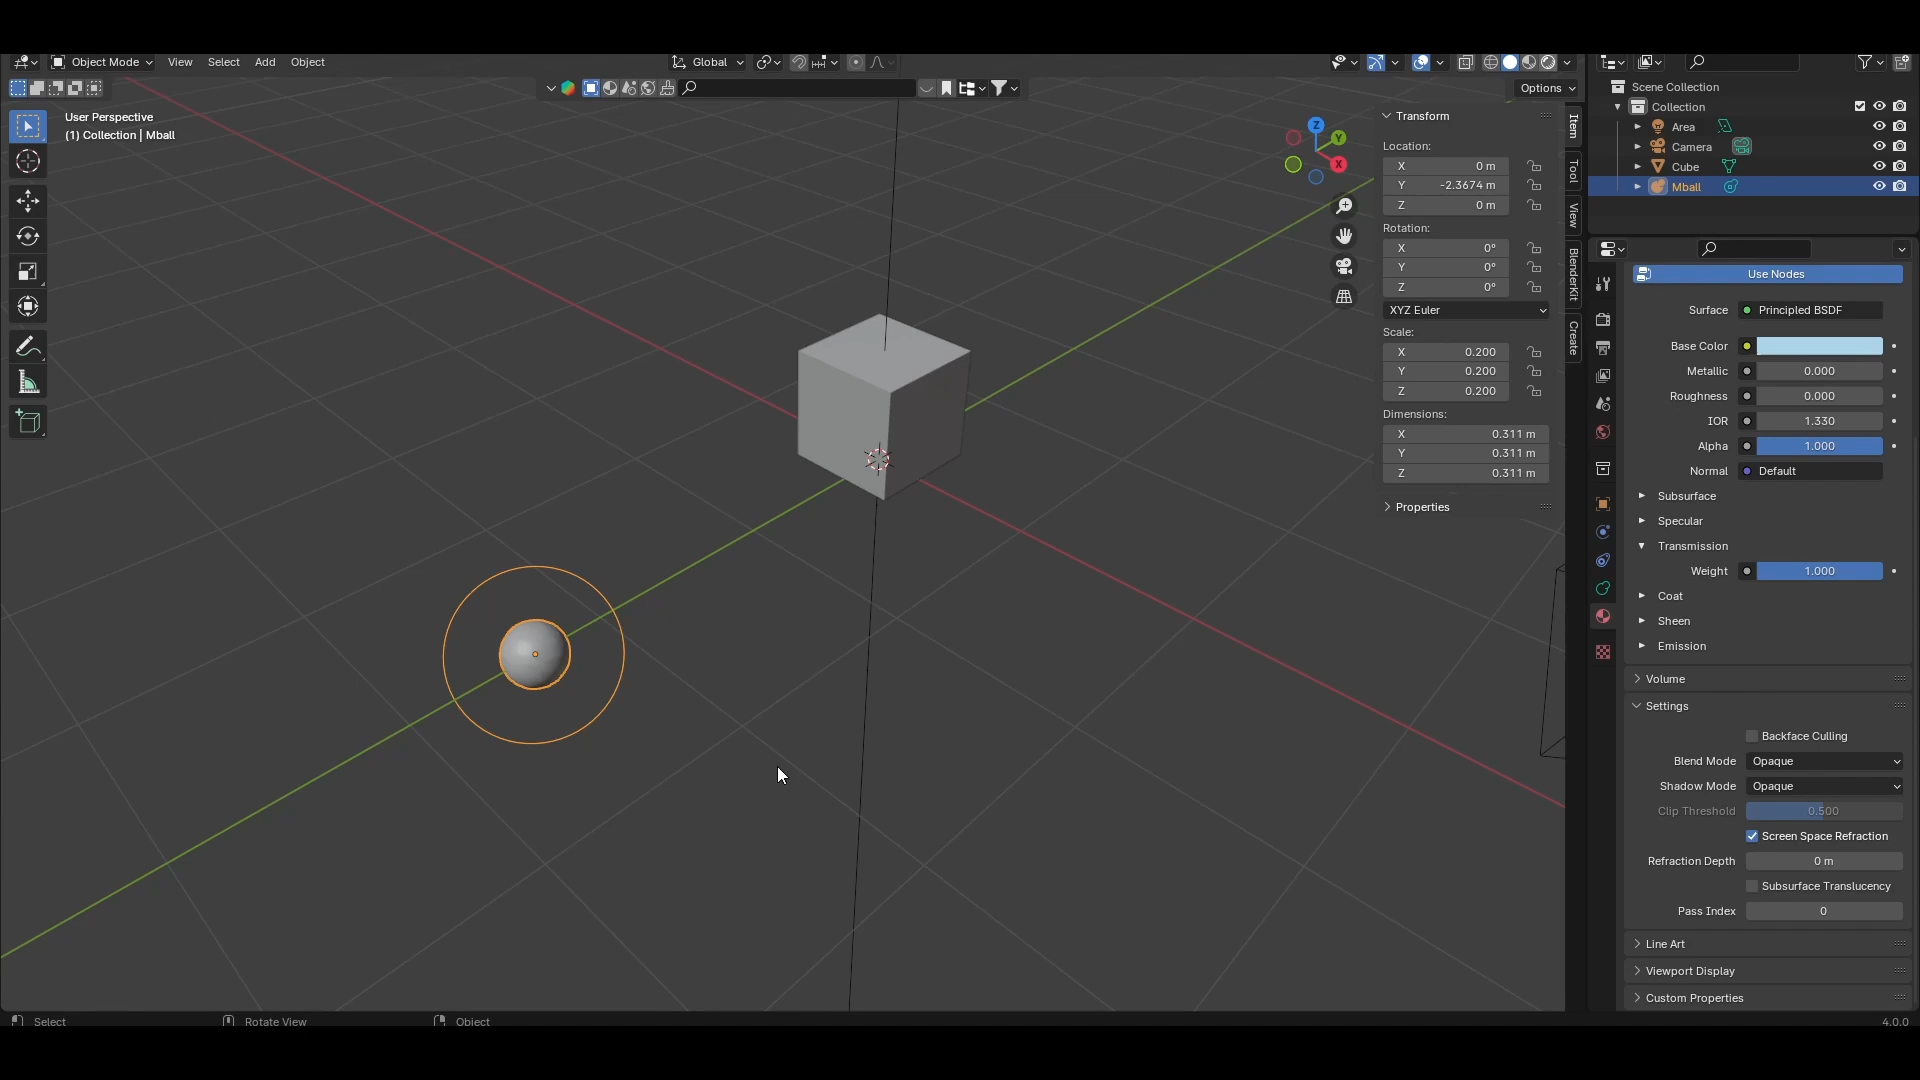 Object Mode View Select Add Object Global
Options
User Perspective
(1) Collection | Mball
Z
Y
X
Transform
Location:
X 0 m
Y -2.3674 m
Z 0 m
Rotation:
X 0°
Y 0°
Z 0°
XYZ Euler
Scale:
X 0.200
Y 0.200
Z 0.200
Dimensions:
X 0.311 m
Y 0.311 m
Z 0.311 m
Properties
Item
Tool
View
BlenderKit
Create
Scene Collection
Collection
Area
Camera
Cube
Mball
Use Nodes
Surface Principled BSDF
Base Color
Metallic 0.000
Roughness 0.000
IOR 1.330
Alpha 1.000
Normal Default
Subsurface
Specular
Transmission
Weight 1.000
Coat
Sheen
Emission
Volume
Settings
Backface Culling
Blend Mode Opaque
Shadow Mode Opaque
Clip Threshold 0.500
Screen Space Refraction
Refraction Depth 0 m
Subsurface Translucency
Pass Index 0
Line Art
Viewport Display
Custom Properties
Select Rotate View Object 4.0.0